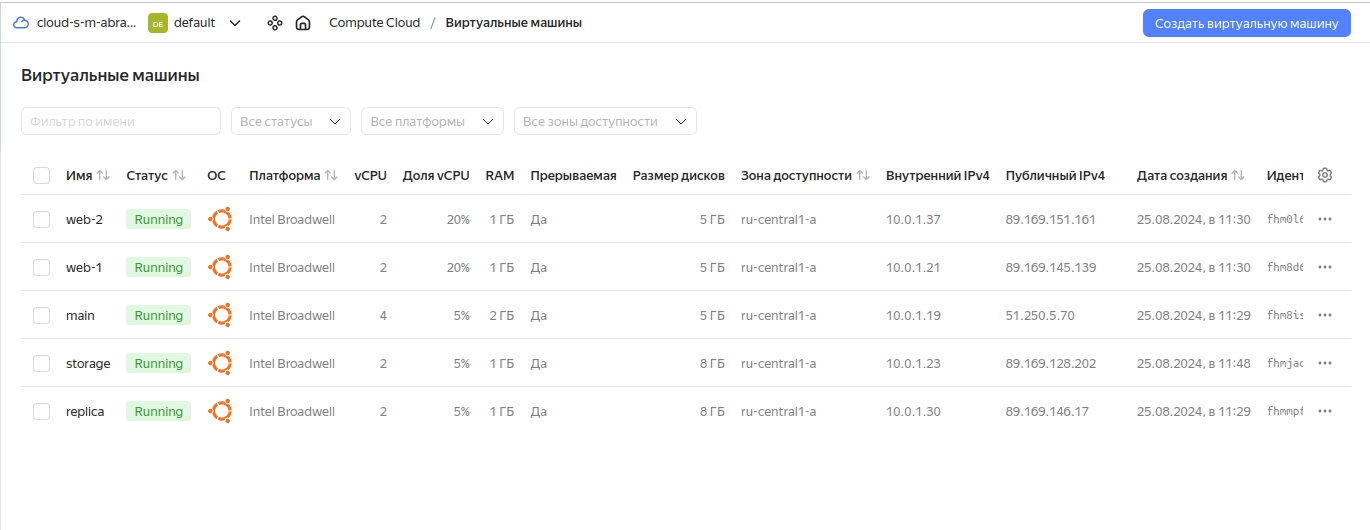 cloud-s-m-abra... DE default Compute Cloud / Виртуальные машины Создать виртуальную машину
Виртуальные машины
Фильтр по имени Все статусы Все платформы Все зоны доступности
Имя Статус ОС Платформа vCPU Доля vCPU RAM Прерываемая Размер дисков Зона доступности Внутренний IPv4 Публичный IPv4 Дата создания Идент
web-2 Running Intel Broadwell 2 20% 1 ГБ Да 5 ГБ ru-central1-a 10.0.1.37 89.169.151.161 25.08.2024, в 11:30 fhm0l6
web-1 Running Intel Broadwell 2 20% 1 ГБ Да 5 ГБ ru-central1-a 10.0.1.21 89.169.145.139 25.08.2024, в 11:30 fhm8d6
main Running Intel Broadwell 4 5% 2 ГБ Да 5 ГБ ru-central1-a 10.0.1.19 51.250.5.70 25.08.2024, в 11:29 fhm8is
storage Running Intel Broadwell 2 5% 1 ГБ Да 8 ГБ ru-central1-a 10.0.1.23 89.169.128.202 25.08.2024, в 11:48 fhmjac
replica Running Intel Broadwell 2 5% 1 ГБ Да 8 ГБ ru-central1-a 10.0.1.30 89.169.146.17 25.08.2024, в 11:29 fhmmpf